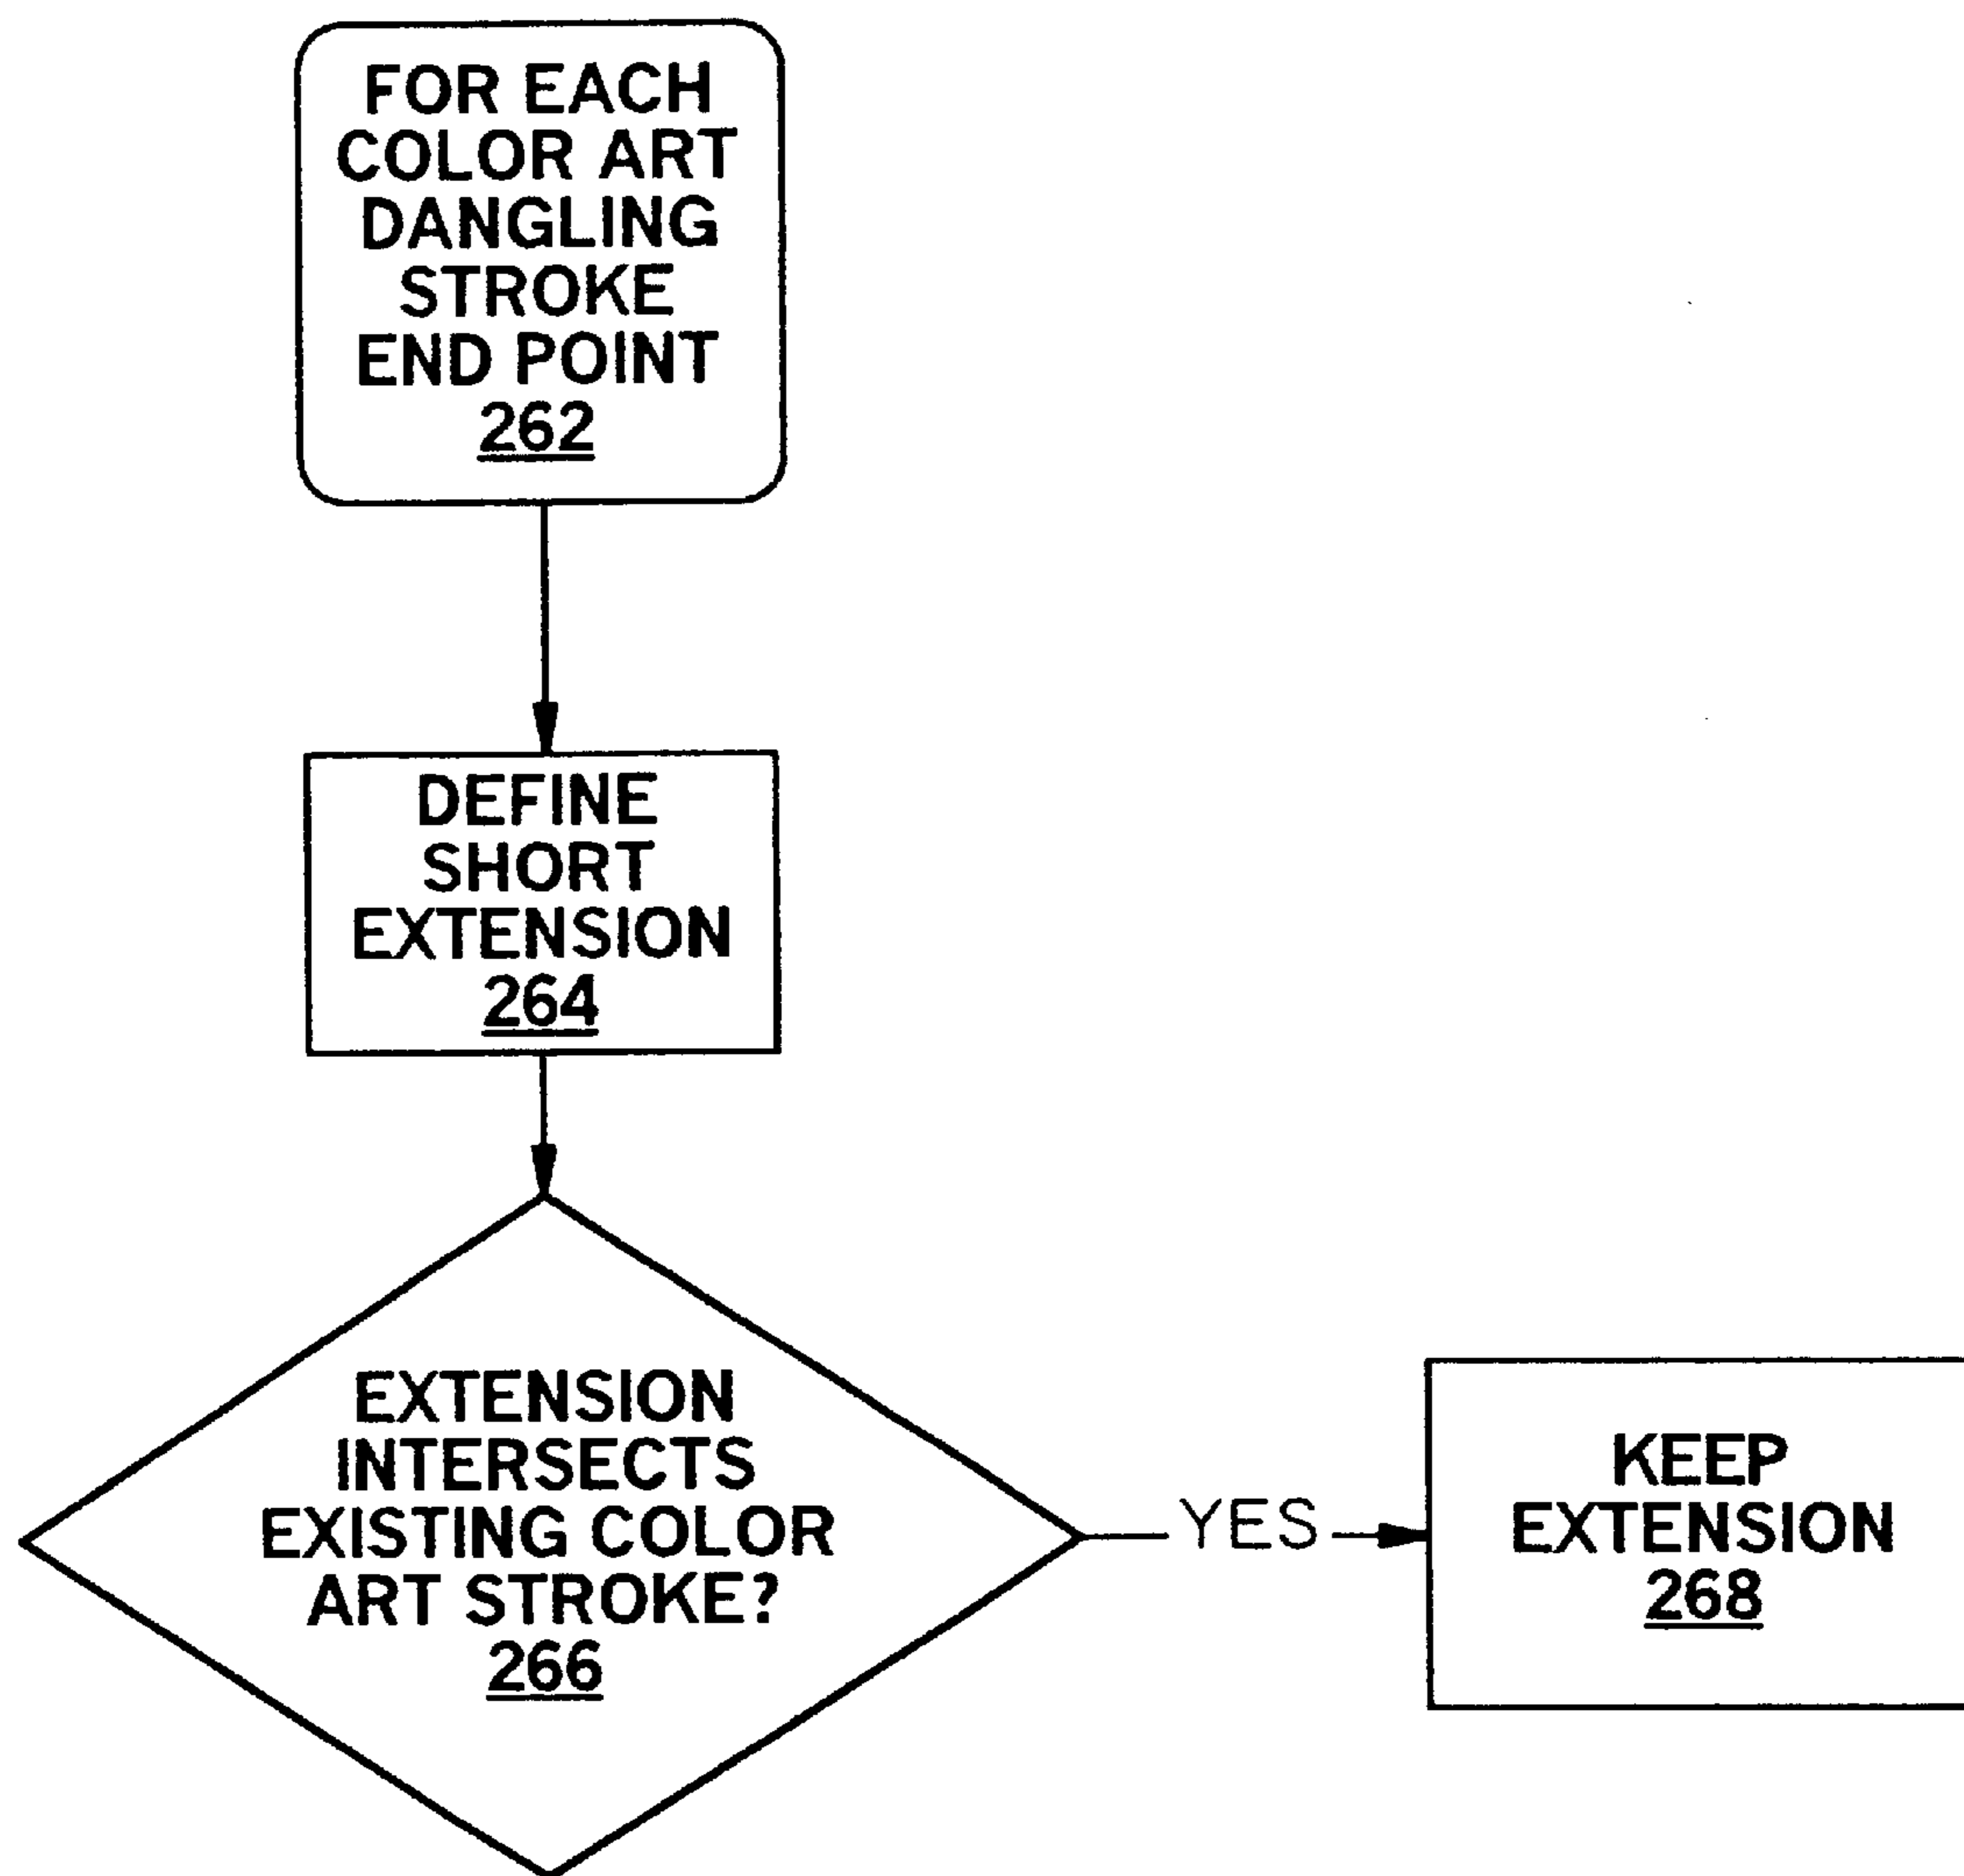 FOR EACH
COLOR ART
DANGLING
STROKE
END POINT
262
DEFINE
SHORT
EXTENSION
264
EXTENSION
INTERSECTS
EXISTING COLOR
ART STROKE?
266
YES
KEEP
EXTENSION
268